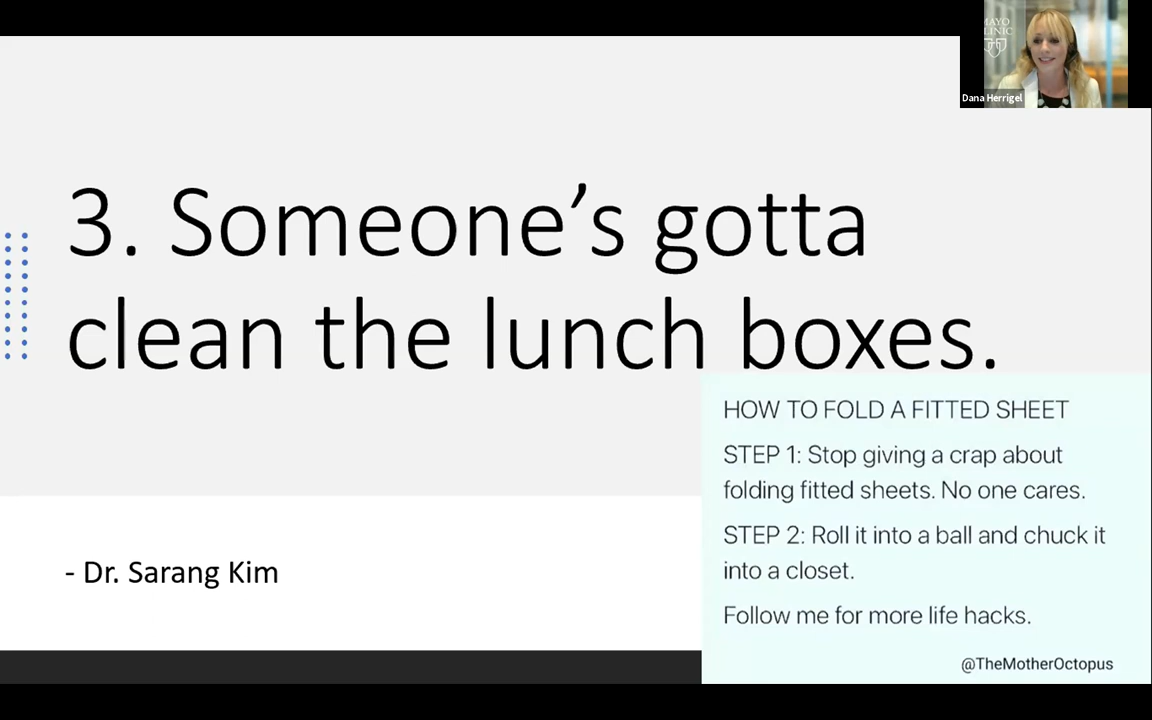 MAYO
CLINIC
Dana Herrigel
3. Someone’s gotta
clean the lunch boxes.
- Dr. Sarang Kim
HOW TO FOLD A FITTED SHEET
STEP 1: Stop giving a crap about
folding fitted sheets. No one cares.
STEP 2: Roll it into a ball and chuck it
into a closet.
Follow me for more life hacks.
@TheMotherOctopus